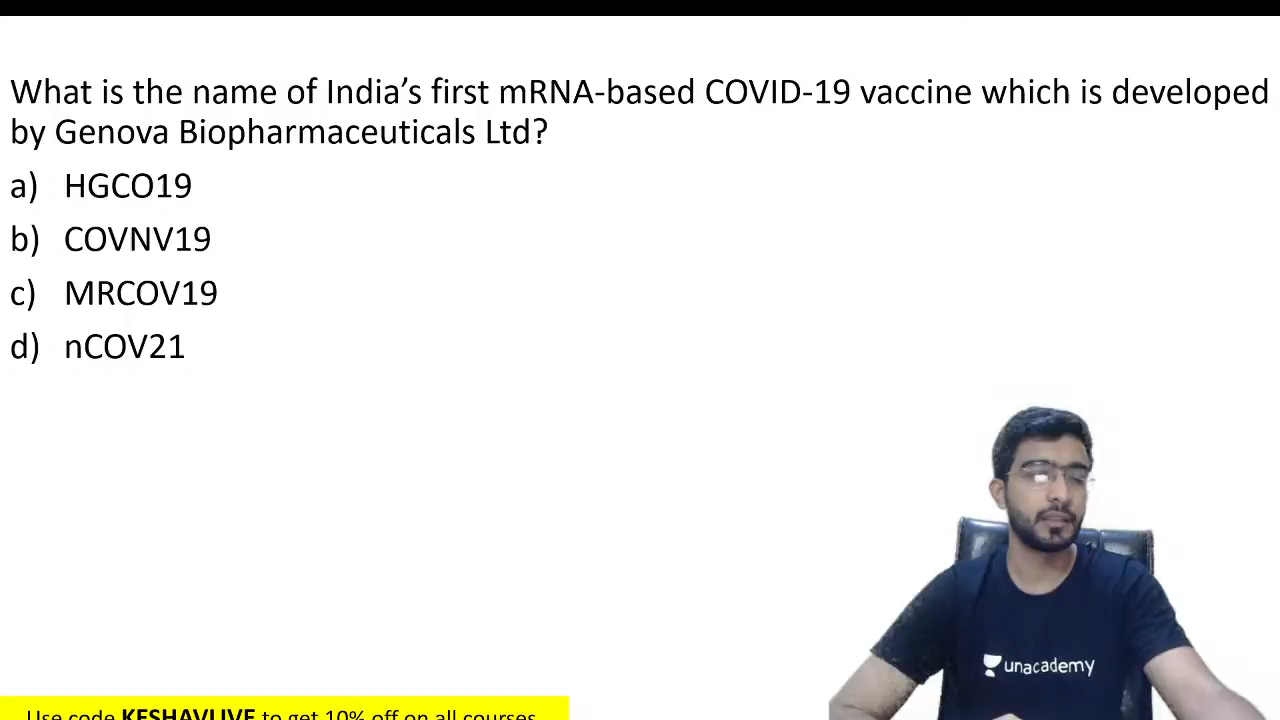 What is the name of India’s first mRNA-based COVID-19 vaccine which is developed
by Genova Biopharmaceuticals Ltd?
a) HGCO19
b) COVNV19
c) MRCOV19
d) nCOV21
unacademy
Use code KESHAVLIVE to get 10% off on all courses